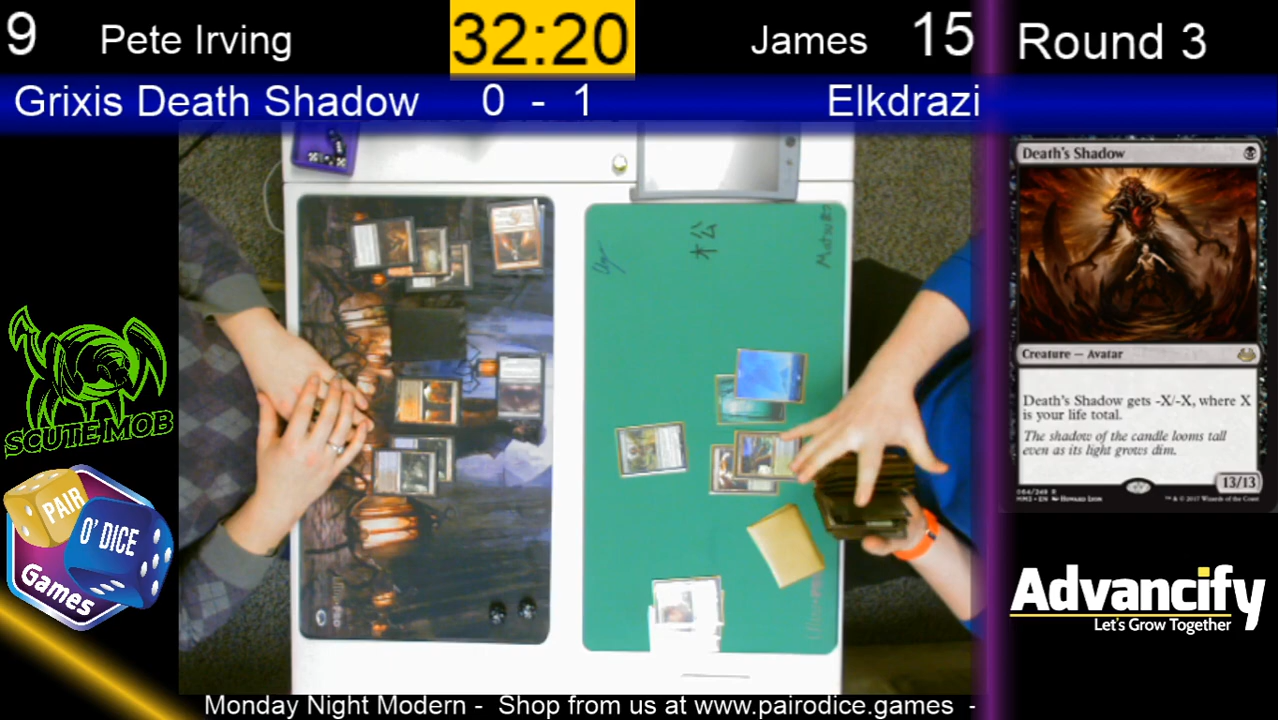 9 Pete Irving 32:20 James 15 Round 3
Grixis Death Shadow 0 - 1 Elkdrazi
Death's Shadow
Creature — Avatar
Death's Shadow gets -X/-X, where X
is your life total.
The shadow of the candle looms tall
even as its light grows dim.
13/13
SCUTE MOB
PAIR
O' DICE
Games
木公
Advancify
Let's Grow Together
Monday Night Modern - Shop from us at www.pairodice.games -